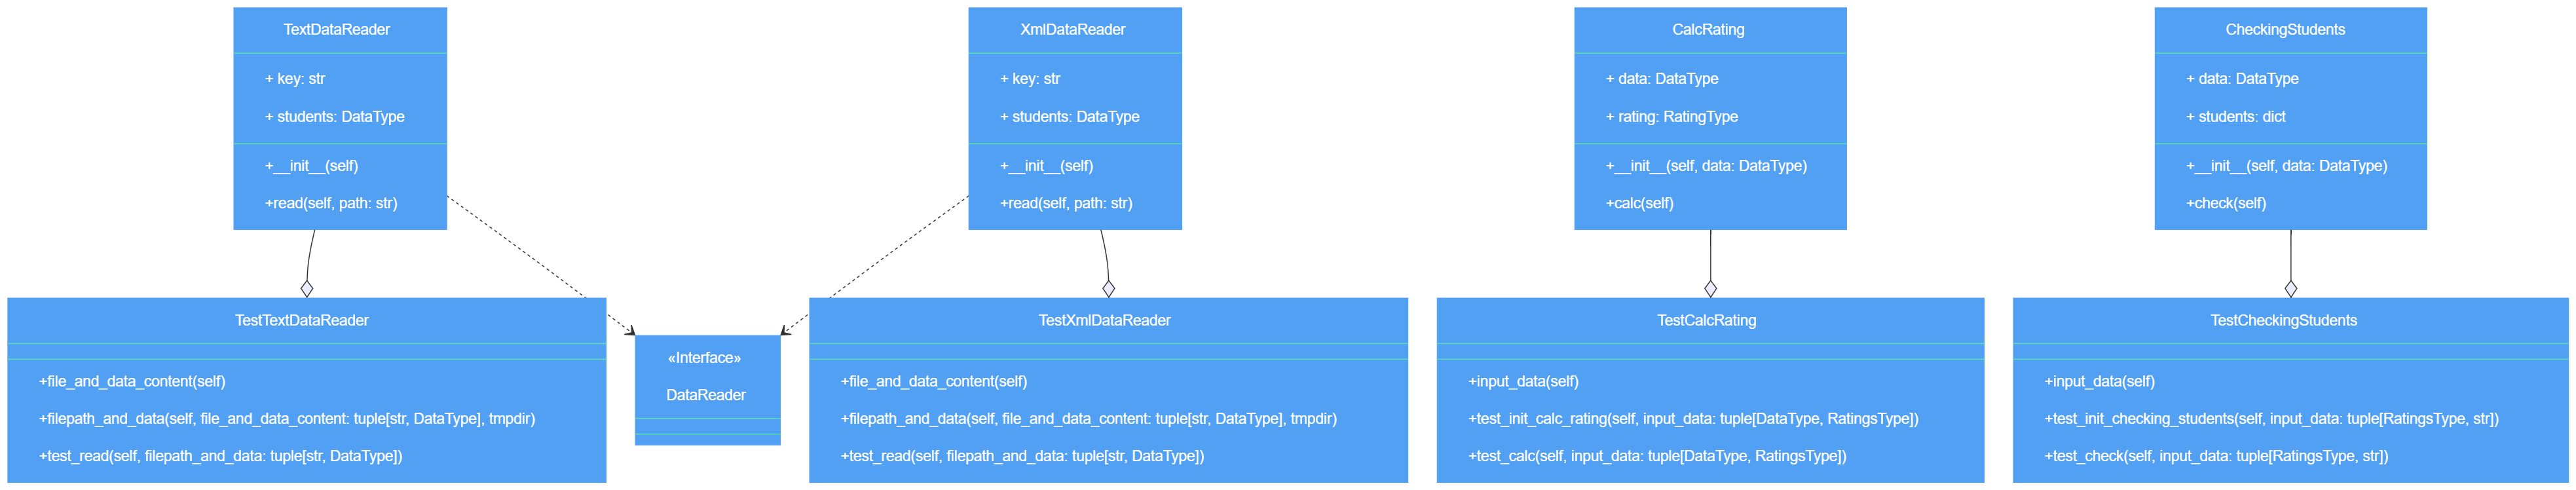 TextDataReader
+ key: str
+ students: DataType
+__init__(self)
+read(self, path: str)
XmlDataReader
+ key: str
+ students: DataType
+__init__(self)
+read(self, path: str)
CalcRating
+ data: DataType
+ rating: RatingType
+__init__(self, data: DataType)
+calc(self)
CheckingStudents
+ data: DataType
+ students: dict
+__init__(self, data: DataType)
+check(self)
TestTextDataReader
+file_and_data_content(self)
+filepath_and_data(self, file_and_data_content: tuple[str, DataType], tmpdir)
+test_read(self, filepath_and_data: tuple[str, DataType])
«Interface»
DataReader
TestXmlDataReader
+file_and_data_content(self)
+filepath_and_data(self, file_and_data_content: tuple[str, DataType], tmpdir)
+test_read(self, filepath_and_data: tuple[str, DataType])
TestCalcRating
+input_data(self)
+test_init_calc_rating(self, input_data: tuple[DataType, RatingsType])
+test_calc(self, input_data: tuple[DataType, RatingsType])
TestCheckingStudents
+input_data(self)
+test_init_checking_students(self, input_data: tuple[RatingsType, str])
+test_check(self, input_data: tuple[RatingsType, str])